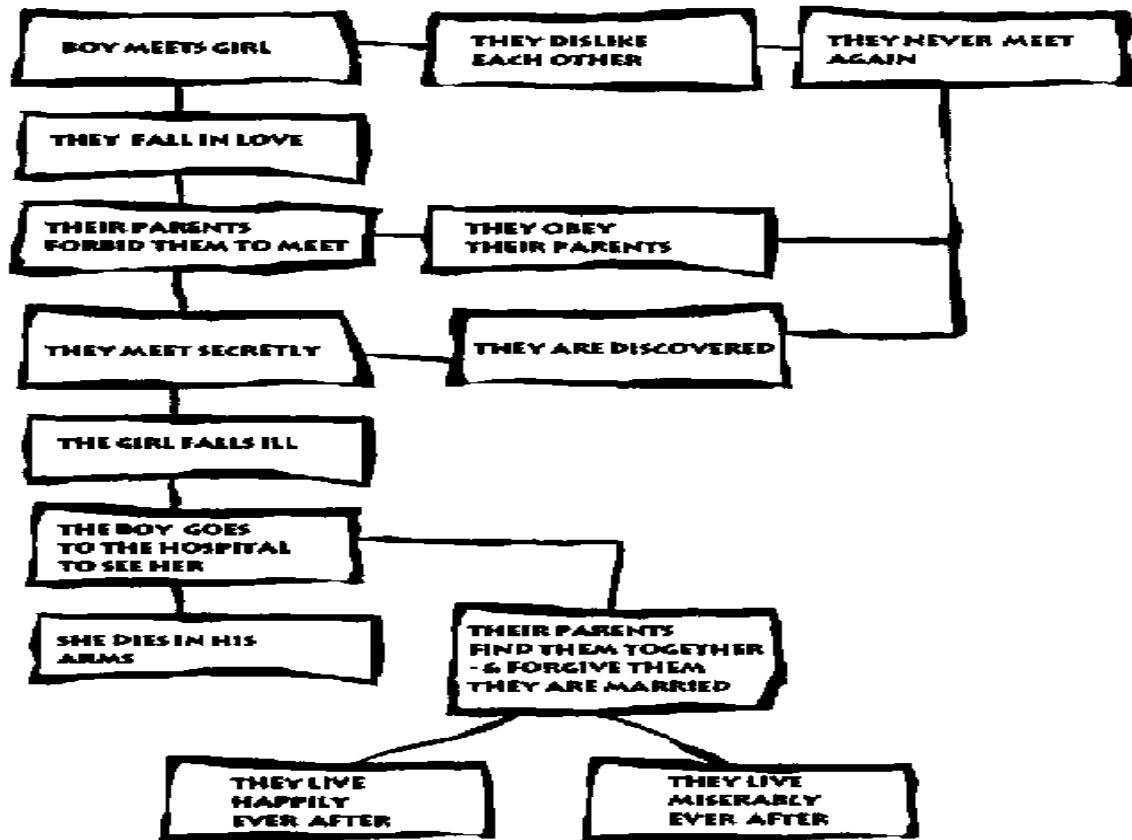 BOY MEETS GIRL
THEY DISLIKE
EACH OTHER
THEY NEVER MEET
AGAIN
THEY FALL IN LOVE
THEIR PARENTS
FORBID THEM TO MEET
THEY OBEY
THEIR PARENTS
THEY MEET SECRETLY
THEY ARE DISCOVERED
THE GIRL FALLS ILL
THE BOY GOES
TO THE HOSPITAL
TO SEE HER
SHE DIES IN HIS
ARMS
THEIR PARENTS
FIND THEM TOGETHER
- & FORGIVE THEM
THEY ARE MARRIED
THEY LIVE
HAPPILY
EVER AFTER
THEY LIVE
MISERABLY
EVER AFTER